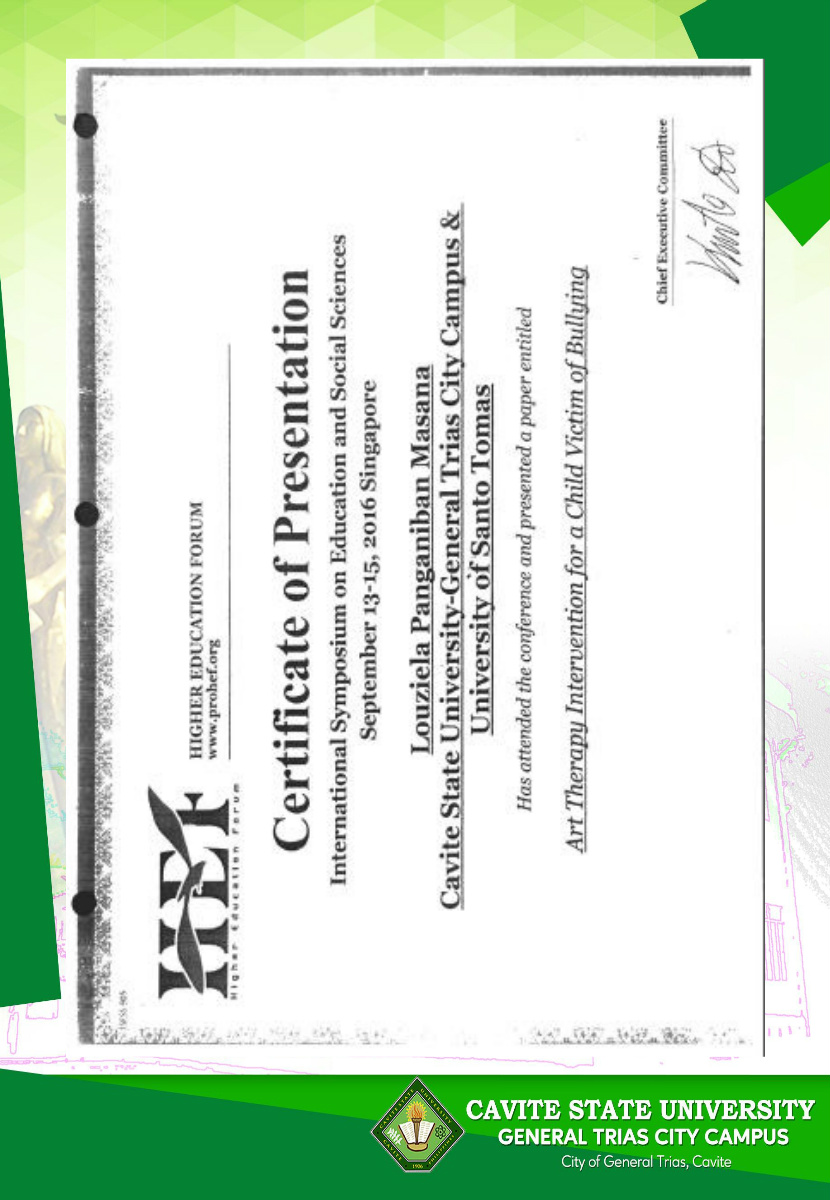 HEF
Higher Education Forum
HIGHER EDUCATION FORUM
www.prohef.org
Certificate of Presentation
International Symposium on Education and Social Sciences
September 13-15, 2016 Singapore
Louziela Panganiban Masana
Cavite State University-General Trias City Campus &
University of Santo Tomas
Has attended the conference and presented a paper entitled
Art Therapy Intervention for a Child Victim of Bullying
Chief Executive Committee
CAVITE STATE UNIVERSITY
GENERAL TRIAS CITY CAMPUS
City of General Trias, Cavite